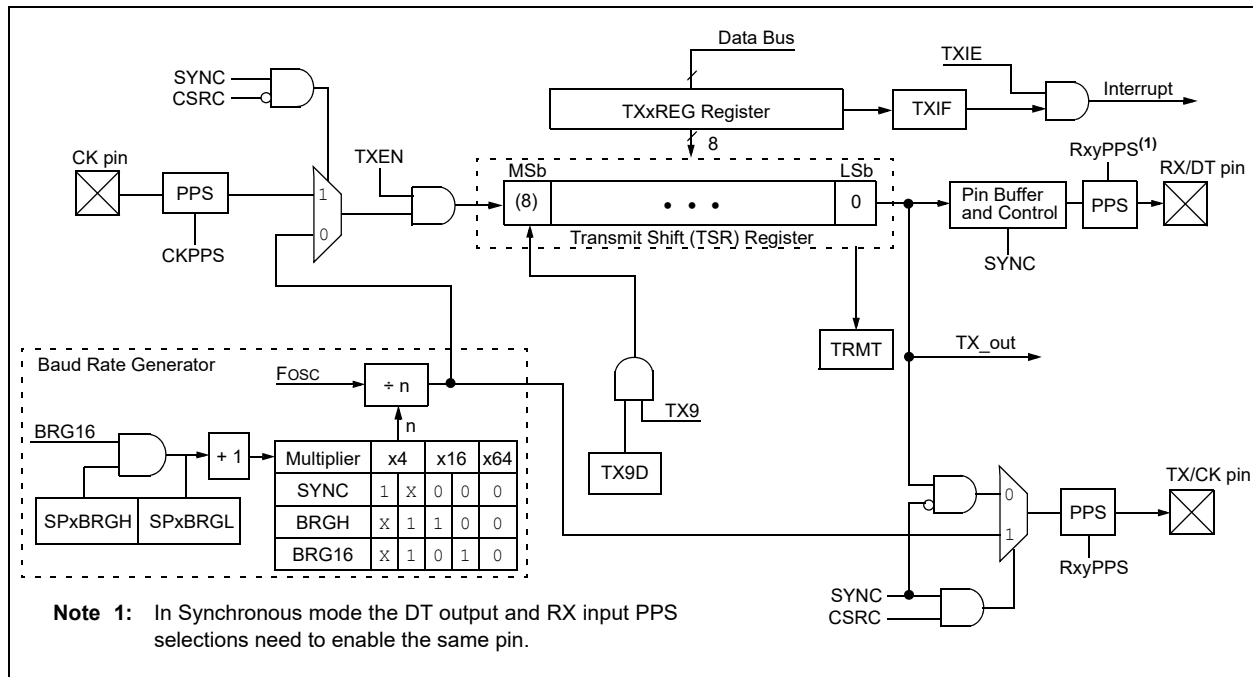 Data Bus
TXIE
SYNC
CSRC
Interrupt
TXxREG Register
TXIF
8
CK pin
TXEN
RxyPPS(1)
RX/DT pin
MSb
LSb
PPS
1
(8)
• • •
0
Pin Buffer
and Control
PPS
0
Transmit Shift (TSR) Register
CKPPS
SYNC
TRMT
TX_out
Baud Rate Generator
FOSC
÷ n
TX9
n
BRG16
+ 1
Multiplier x4 x16 x64
TX9D
SYNC 1 X 0 0 0
TX/CK pin
0
SPxBRGH SPxBRGL
BRGH X 1 1 0 0
PPS
1
BRG16 X 1 0 1 0
RxyPPS
SYNC
CSRC
Note 1: In Synchronous mode the DT output and RX input PPS
selections need to enable the same pin.